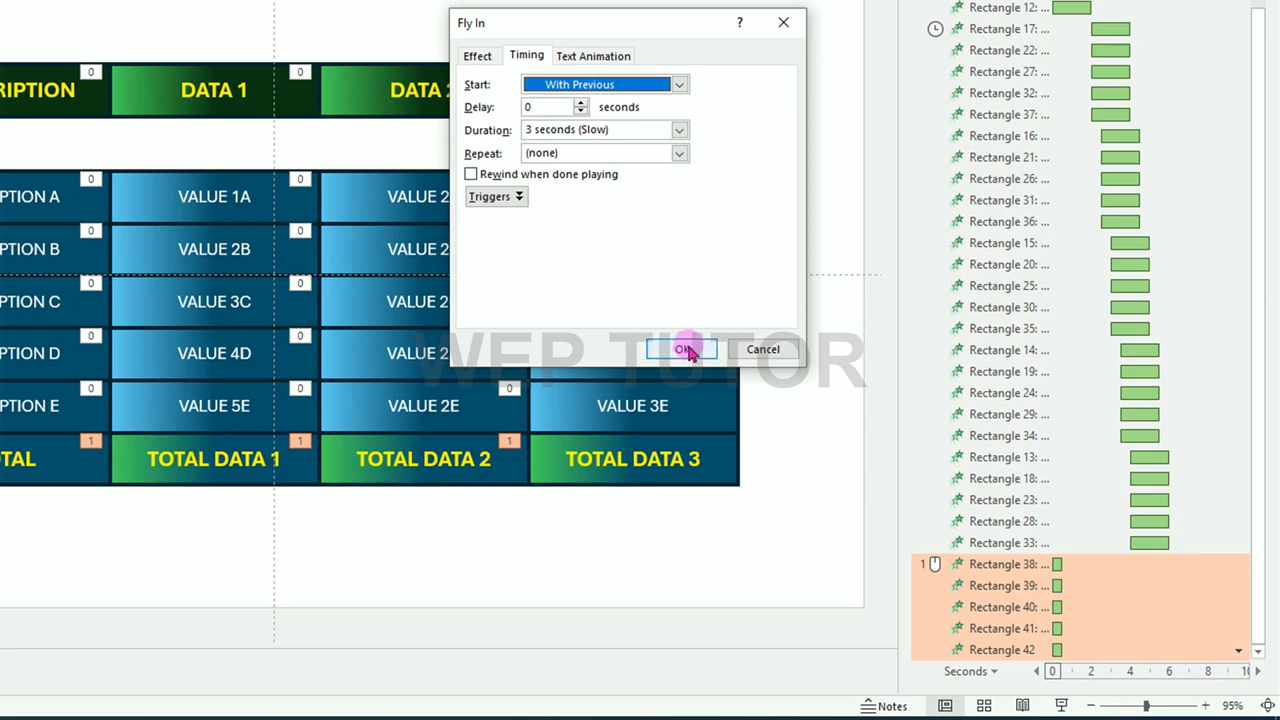 Fly In
?
Effect Timing Text Animation
Start: With Previous
Delay: 0 seconds
Duration: 3 seconds (Slow)
Repeat: (none)
Rewind when done playing
Triggers
OK Cancel
WEP TUTOR
RIPTION 0 DATA 1 0 DATA 2
PTION A 0 VALUE 1A 0 VALUE 2
PTION B 0 VALUE 2B 0 VALUE 2
PTION C 0 VALUE 3C 0 VALUE 2
PTION D 0 VALUE 4D 0 VALUE 2
PTION E 0 VALUE 5E 0 VALUE 2E 0 VALUE 3E
OTAL 1 TOTAL DATA 1 1 TOTAL DATA 2 1 TOTAL DATA 3
Rectangle 12: ...
Rectangle 17: ...
Rectangle 22: ...
Rectangle 27: ...
Rectangle 32: ...
Rectangle 37: ...
Rectangle 16: ...
Rectangle 21: ...
Rectangle 26: ...
Rectangle 31: ...
Rectangle 36: ...
Rectangle 15: ...
Rectangle 20: ...
Rectangle 25: ...
Rectangle 30: ...
Rectangle 35: ...
Rectangle 14: ...
Rectangle 19: ...
Rectangle 24: ...
Rectangle 29: ...
Rectangle 34: ...
Rectangle 13: ...
Rectangle 18: ...
Rectangle 23: ...
Rectangle 28: ...
Rectangle 33: ...
1 Rectangle 38: ...
Rectangle 39: ...
Rectangle 40: ...
Rectangle 41: ...
Rectangle 42
Seconds 0 2 4 6 8 10
Notes 95%